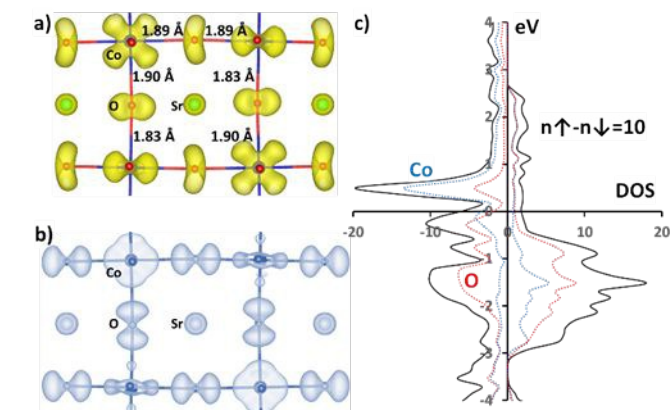 a)
1.89 Å 1.89 Å
Co
1.90 Å 1.83 Å
O Sr
1.83 Å 1.90 Å
b)
Co
O Sr
c)
eV
4
3
2
1
0
-1
-2
-3
-4
n↑-n↓=10
Co
DOS
-20 -10 0 10 20
O